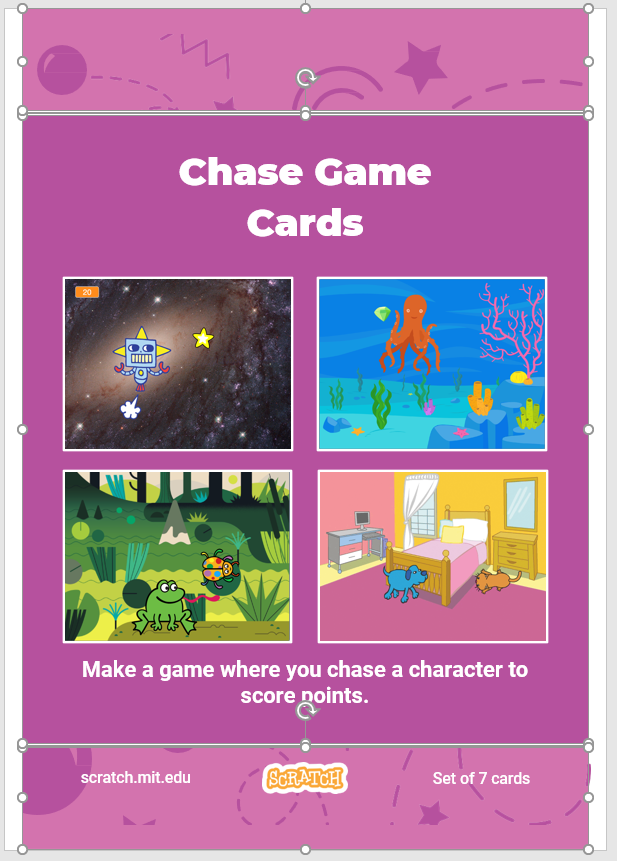 Chase Game
Cards
20
Make a game where you chase a character to
score points.
scratch.mit.edu
SCRATCH
Set of 7 cards